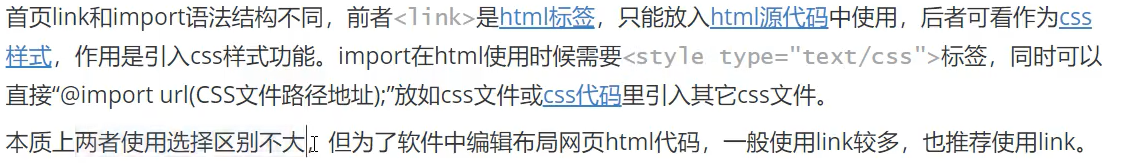 首页link和import语法结构不同，前者<link>是html标签，只能放入html源代码中使用，后者可看作为css
样式，作用是引入css样式功能。import在html使用时候需要<style type="text/css">标签，同时可以
直接“@import url(CSS文件路径地址);”放如css文件或css代码里引入其它css文件。
本质上两者使用选择区别不大，但为了软件中编辑布局网页html代码，一般使用link较多，也推荐使用link。